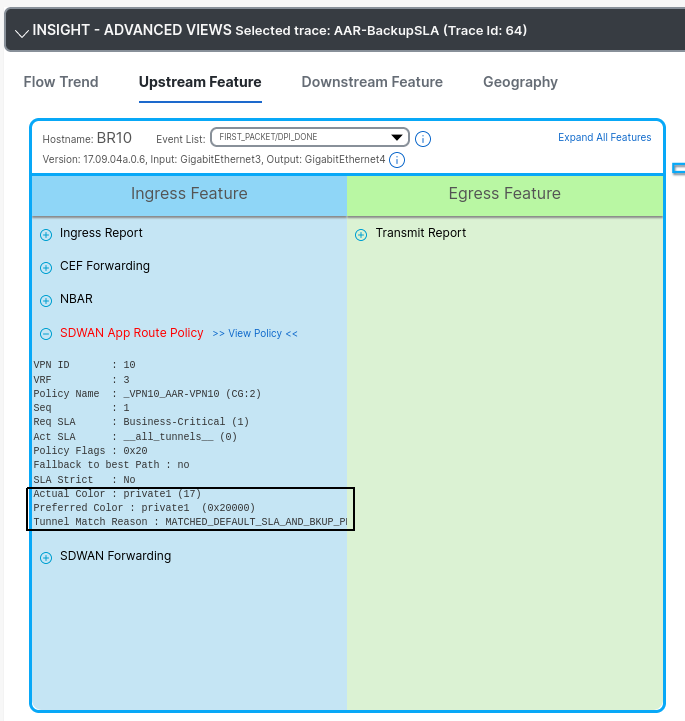 INSIGHT - ADVANCED VIEWS Selected trace: AAR-BackupSLA (Trace Id: 64)
Flow Trend Upstream Feature Downstream Feature Geography
Hostname: BR10 Event List: FIRST_PACKET/DPI_DONE Expand All Features
Version: 17.09.04a.0.6, Input: GigabitEthernet3, Output: GigabitEthernet4
Ingress Feature Egress Feature
Ingress Report Transmit Report
CEF Forwarding
NBAR
SDWAN App Route Policy >> View Policy <<
VPN ID : 10
VRF : 3
Policy Name : _VPN10_AAR-VPN10 (CG:2)
Seq : 1
Req SLA : Business-Critical (1)
Act SLA : __all_tunnels__ (0)
Policy Flags : 0x20
Fallback to best Path : no
SLA Strict : No
Actual Color : private1 (17)
Preferred Color : private1 (0x20000)
Tunnel Match Reason : MATCHED_DEFAULT_SLA_AND_BKUP_P
SDWAN Forwarding